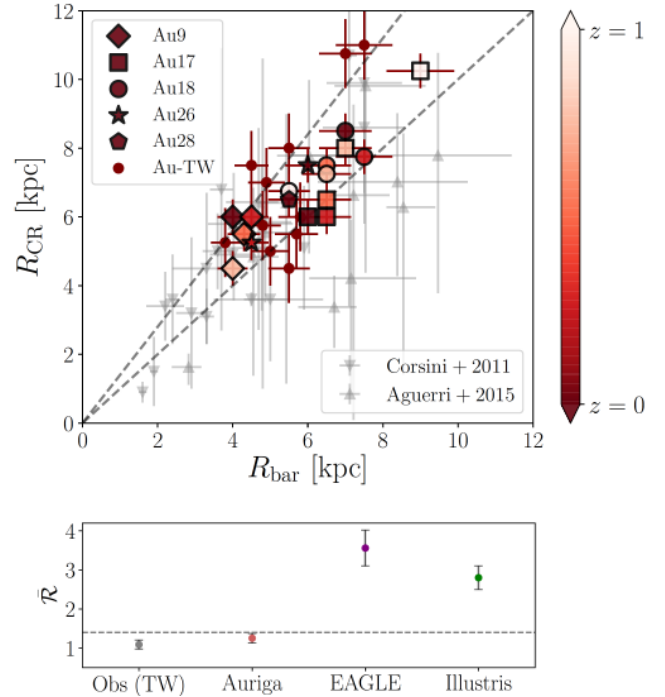 12
10
8
6
4
2
0
R_CR [kpc]
Au9
Au17
Au18
Au26
Au28
Au-TW
Corsini + 2011
Aguerri + 2015
0 2 4 6 8 10 12
R_bar [kpc]
z = 1
z = 0
4
3
2
1
R̄
Obs (TW) Auriga EAGLE Illustris